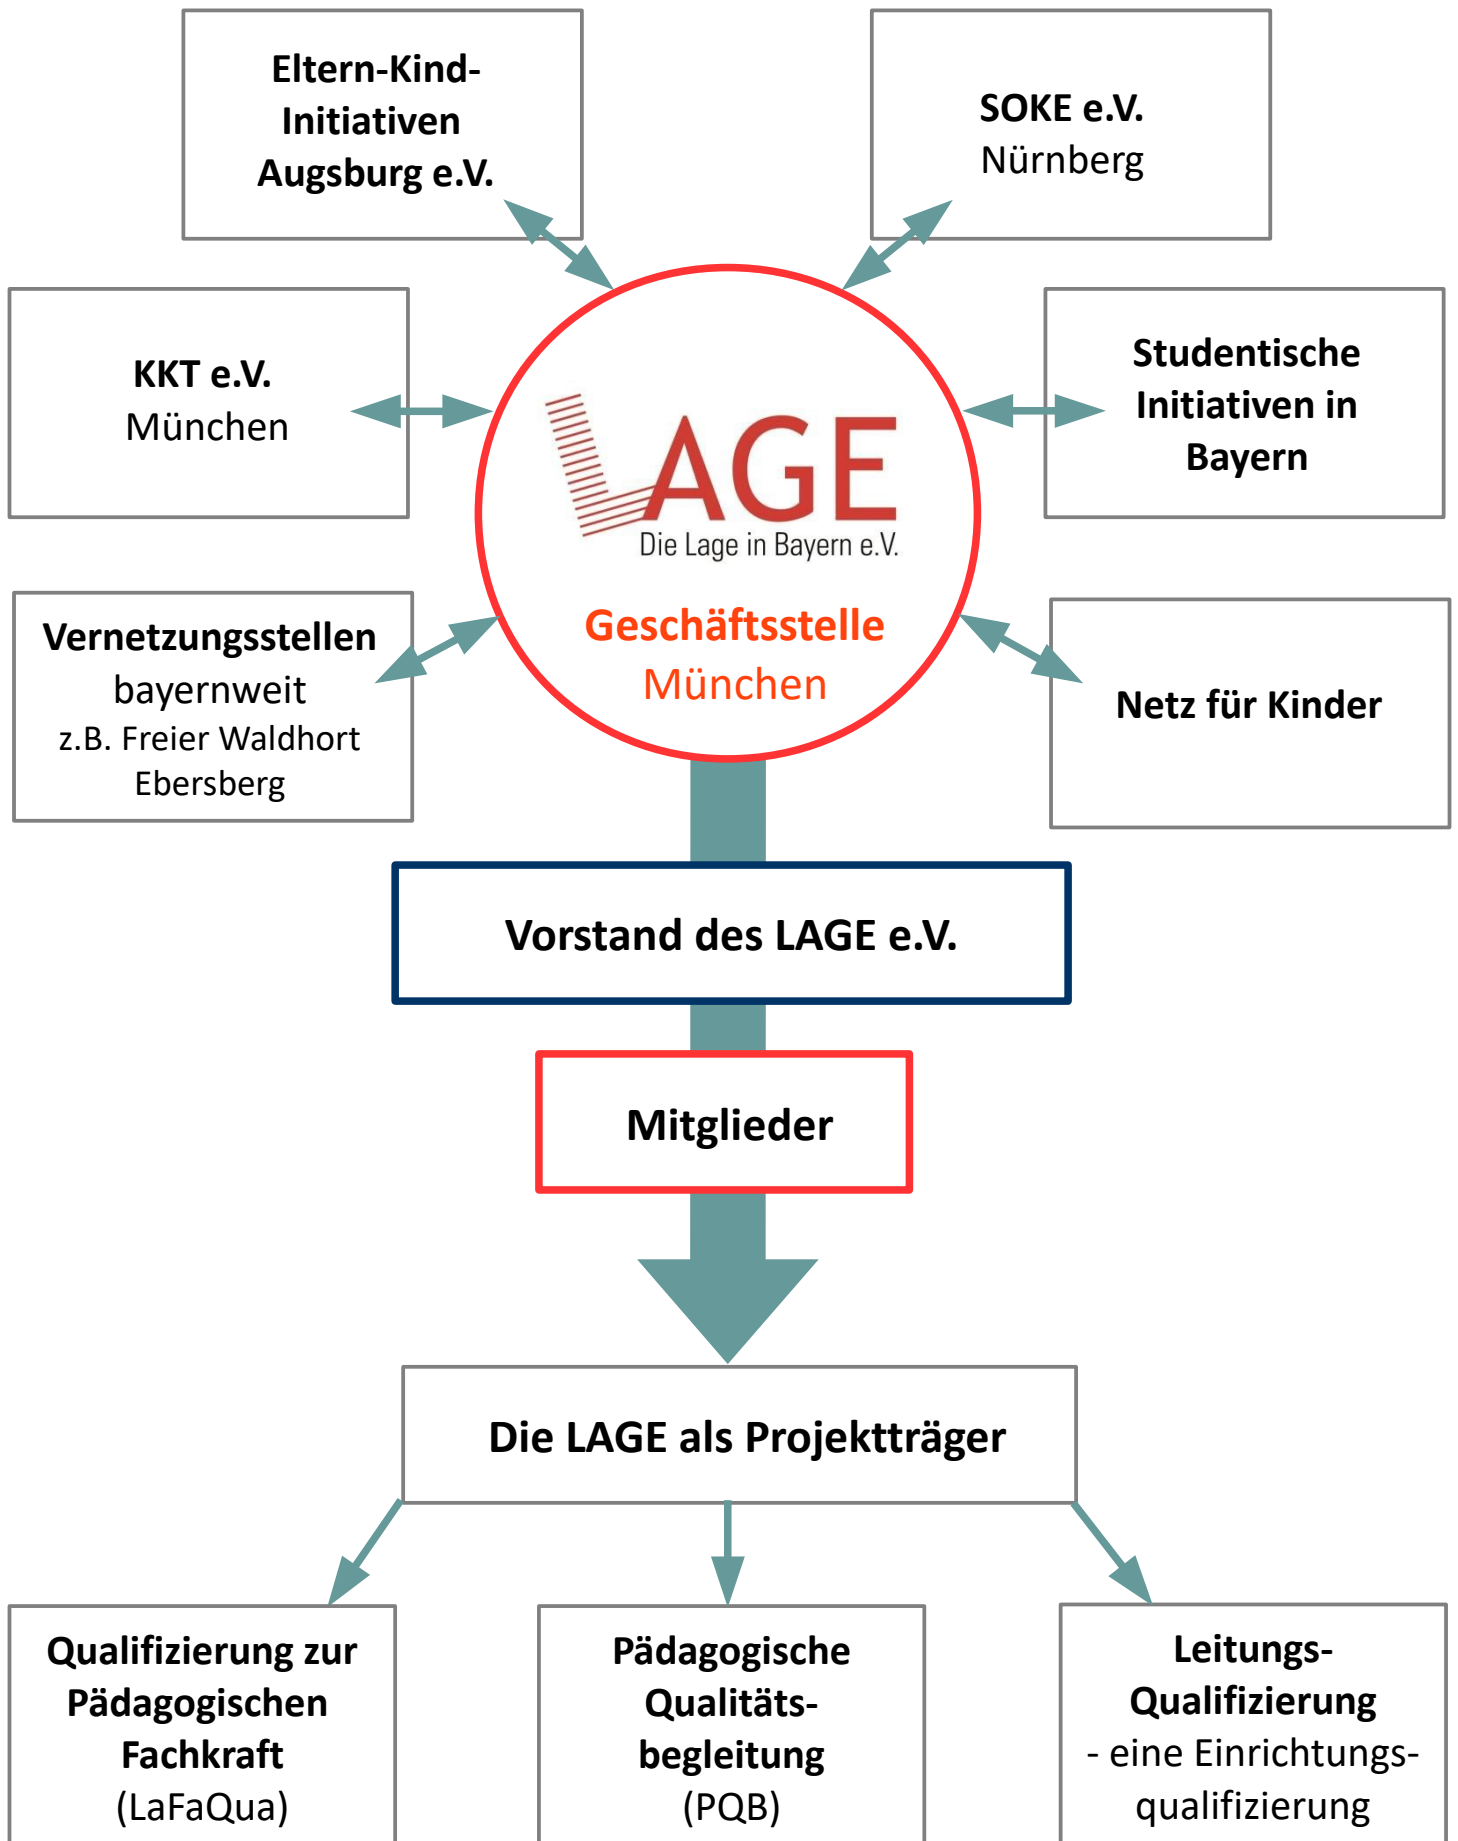 Eltern-Kind-
Initiativen
Augsburg e.V.
SOKE e.V.
Nürnberg
KKT e.V.
München
Studentische
Initiativen in
Bayern
LAGE
Die Lage in Bayern e.V.
Geschäftsstelle
München
Vernetzungsstellen
bayernweit
z.B. Freier Waldhort
Ebersberg
Netz für Kinder
Vorstand des LAGE e.V.
Mitglieder
Die LAGE als Projektträger
Qualifizierung zur
Pädagogischen
Fachkraft
(LaFaQua)
Pädagogische
Qualitäts-
begleitung
(PQB)
Leitungs-
Qualifizierung
- eine Einrichtungs-
qualifizierung